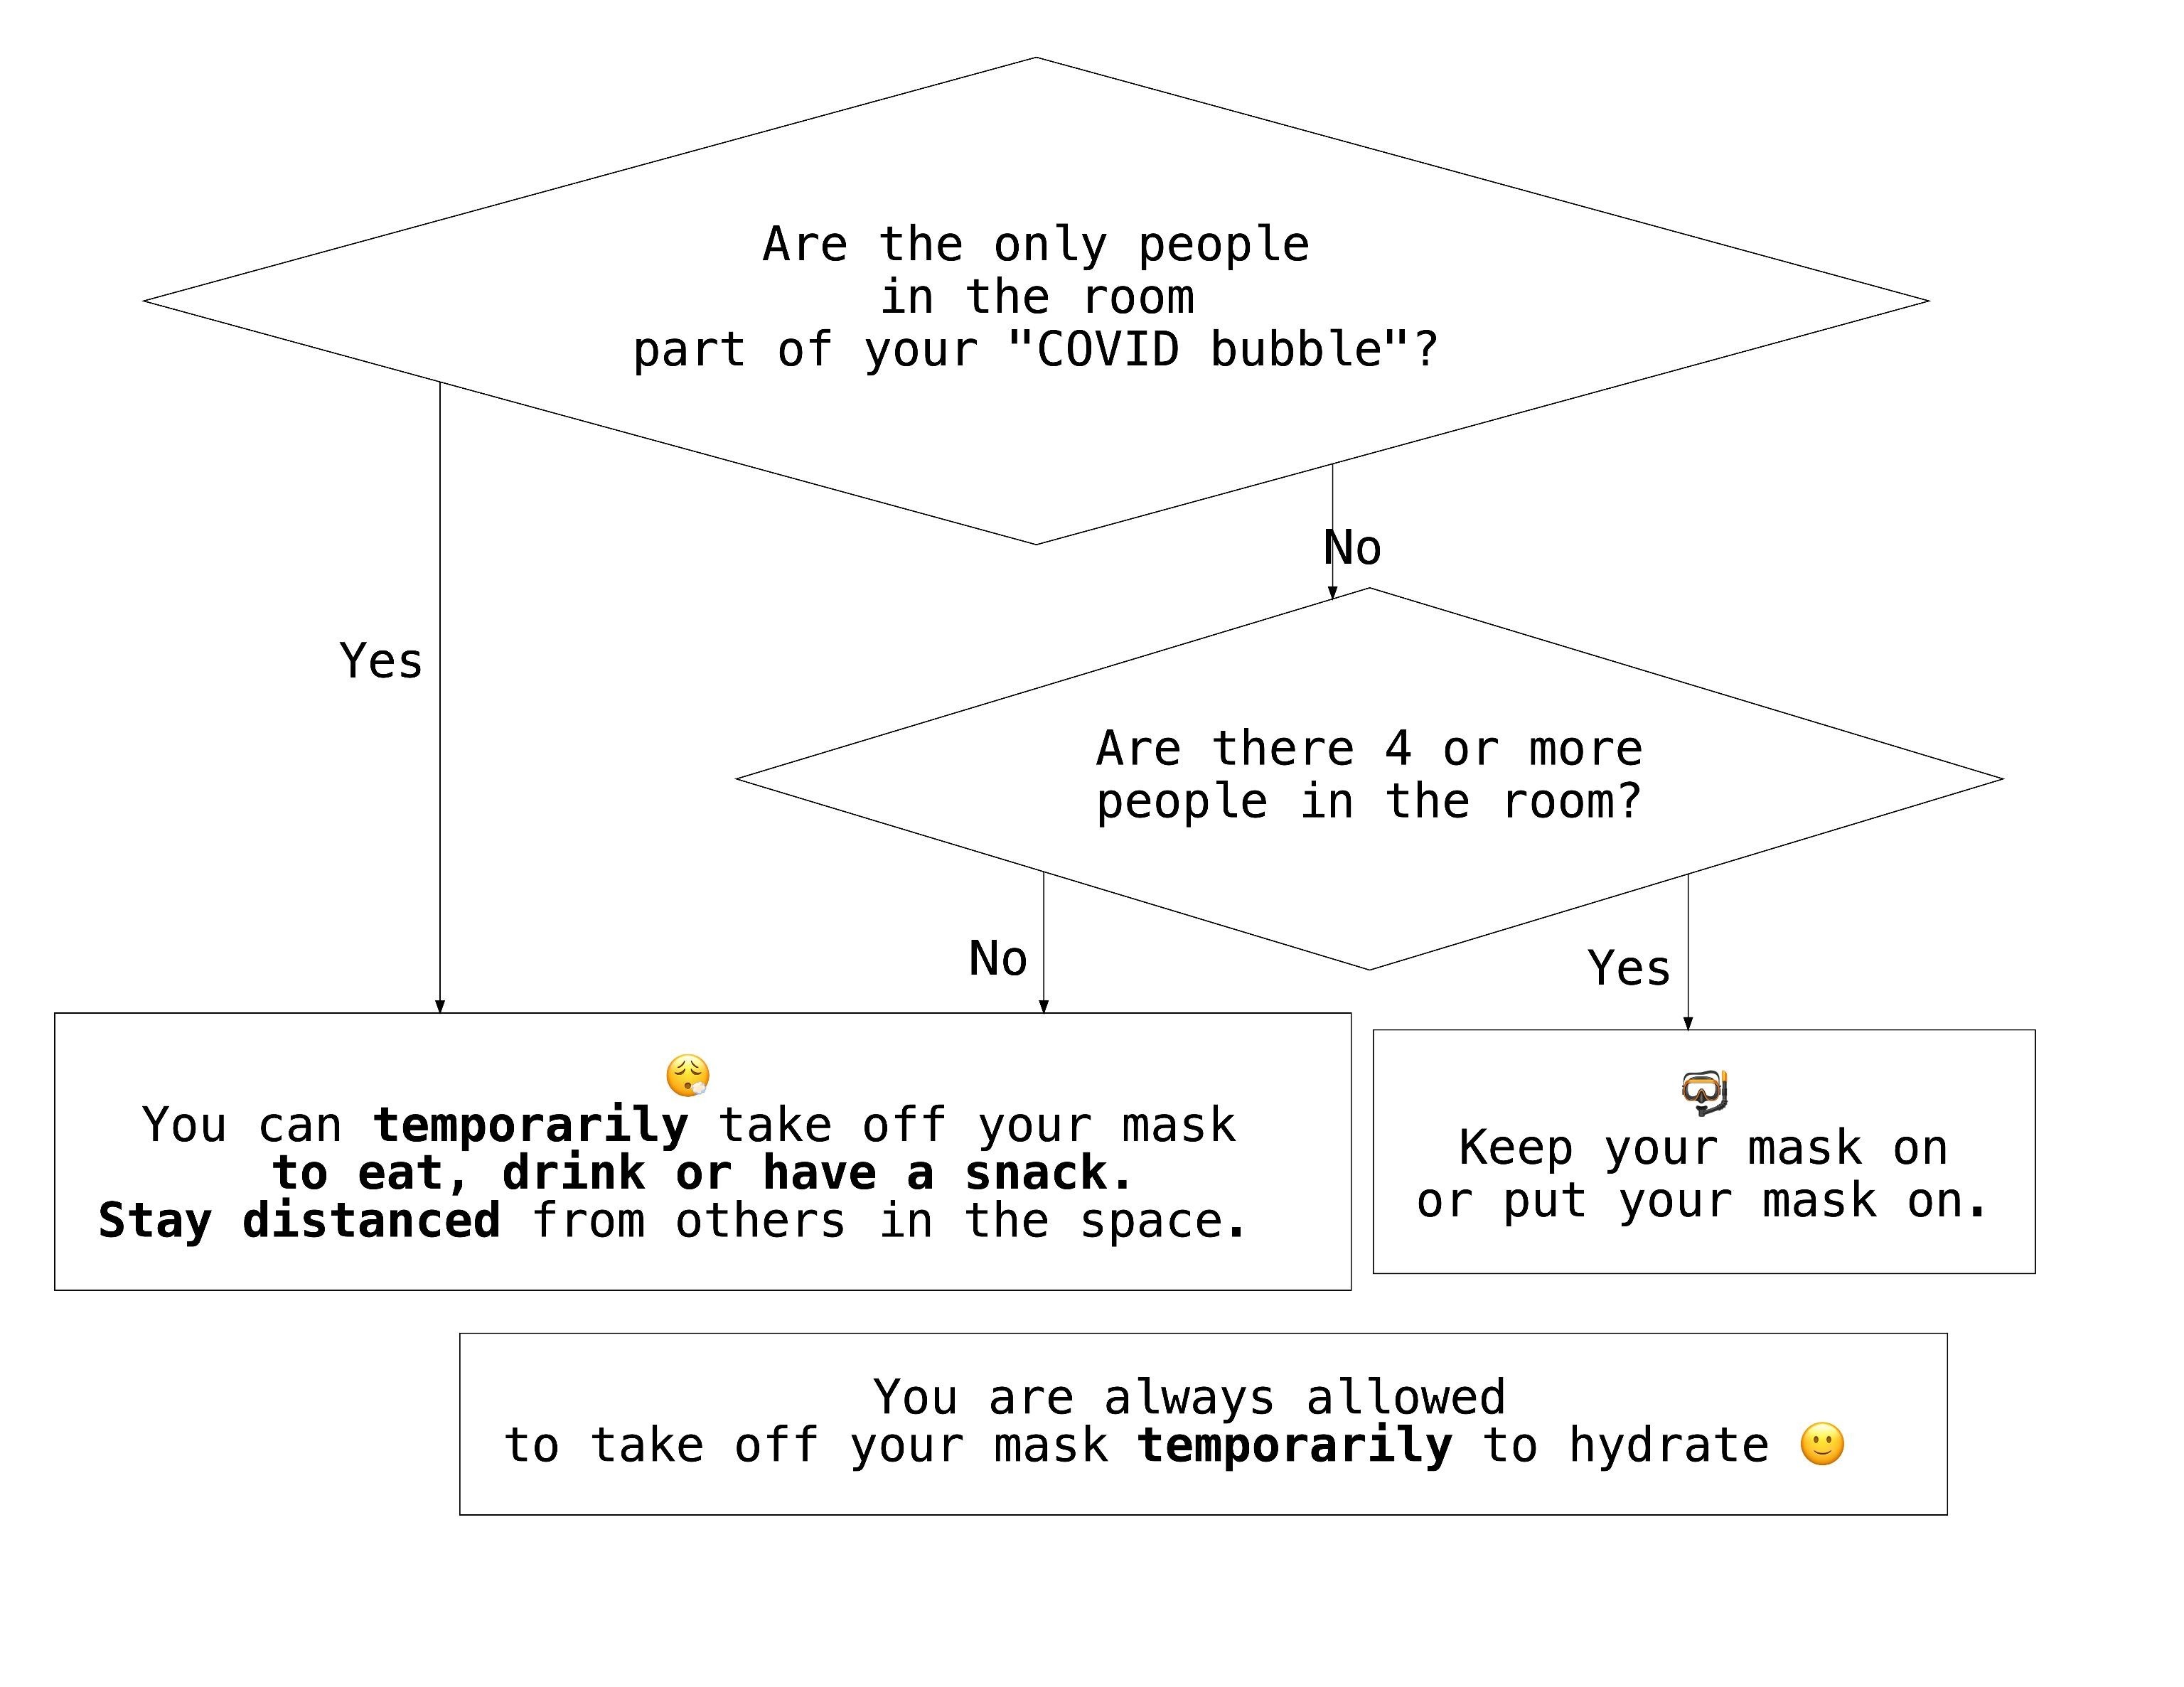 Are the only people
in the room
part of your "COVID bubble"?
No
Yes
Are there 4 or more
people in the room?
No
Yes
😮‍💨
You can temporarily take off your mask
to eat, drink or have a snack.
Stay distanced from others in the space.
🤿
Keep your mask on
or put your mask on.
You are always allowed
to take off your mask temporarily to hydrate 🙂